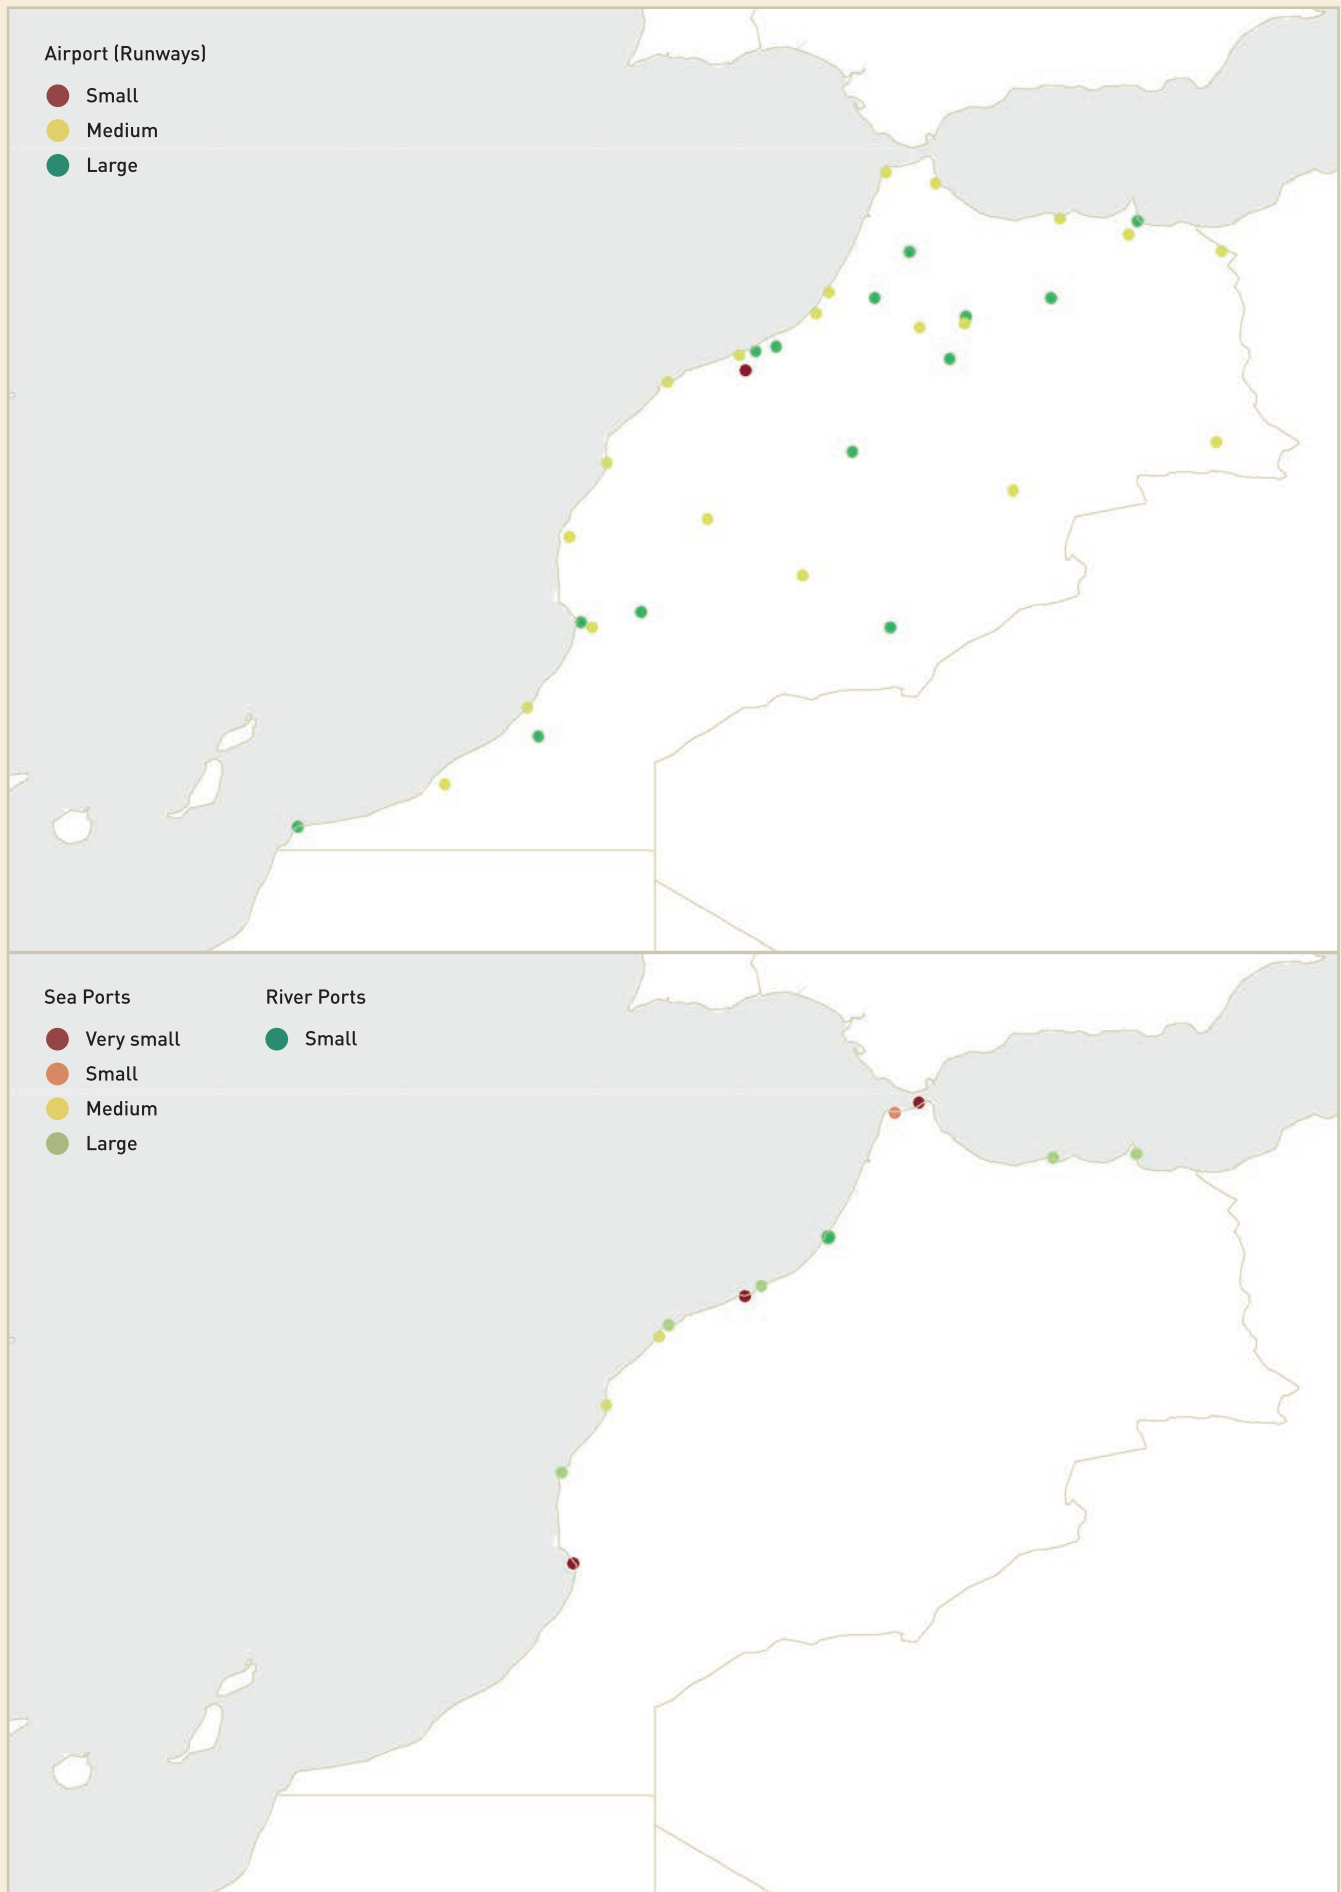 Airport (Runways)
Small
Medium
Large
Sea Ports
Very small
Small
Medium
Large
River Ports
Small